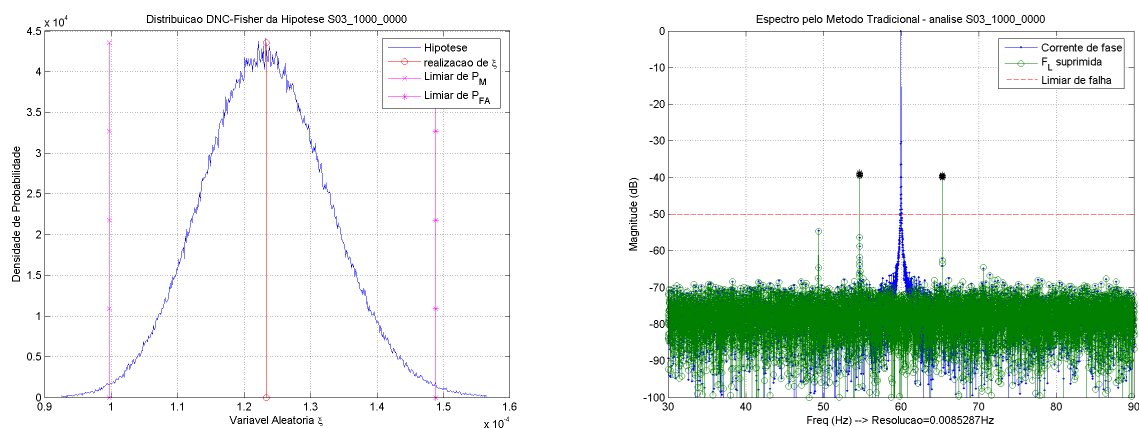 Distribuicao DNC-Fisher da Hipotese S03_1000_0000
x 10^4
4.5
4
3.5
3
2.5
2
1.5
1
0.5
0
0.9
1
1.1
1.2
1.3
1.4
1.5
1.6
x 10^-4
Densidade de Probabilidade
Variavel Aleatoria ξ
Hipotese
realizacao de ξ
Limiar de P_M
Limiar de P_FA
Espectro pelo Metodo Tradicional - analise S03_1000_0000
0
-10
-20
-30
-40
-50
-60
-70
-80
-90
-100
30
40
50
60
70
80
90
Magnitude (dB)
Freq (Hz) --> Resolucao=0.0085287Hz
Corrente de fase
F_L suprimida
Limiar de falha